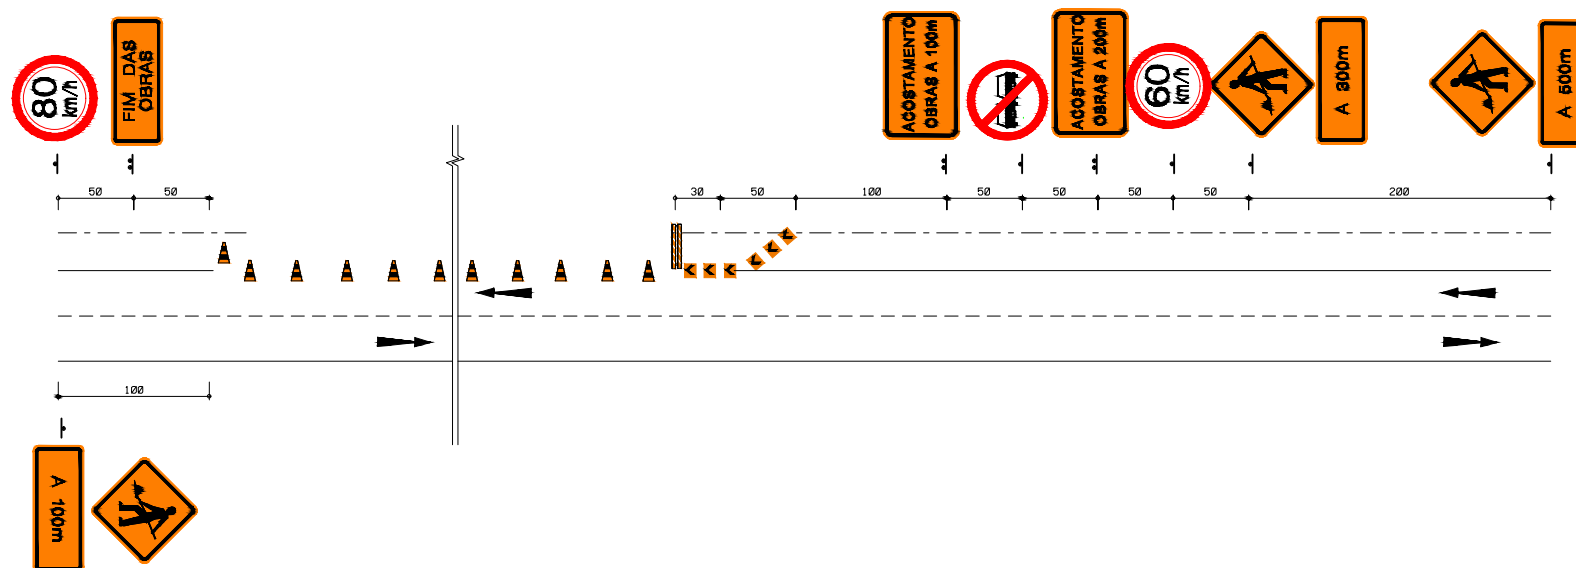 80
km/h
FIM DAS
OBRAS
ACOSTAMENTO
OBRAS A 100m
ACOSTAMENTO
OBRAS A 200m
60
km/h
A 300m
A 500m
50
50
30
50
100
50
50
50
50
200
100
A 100m